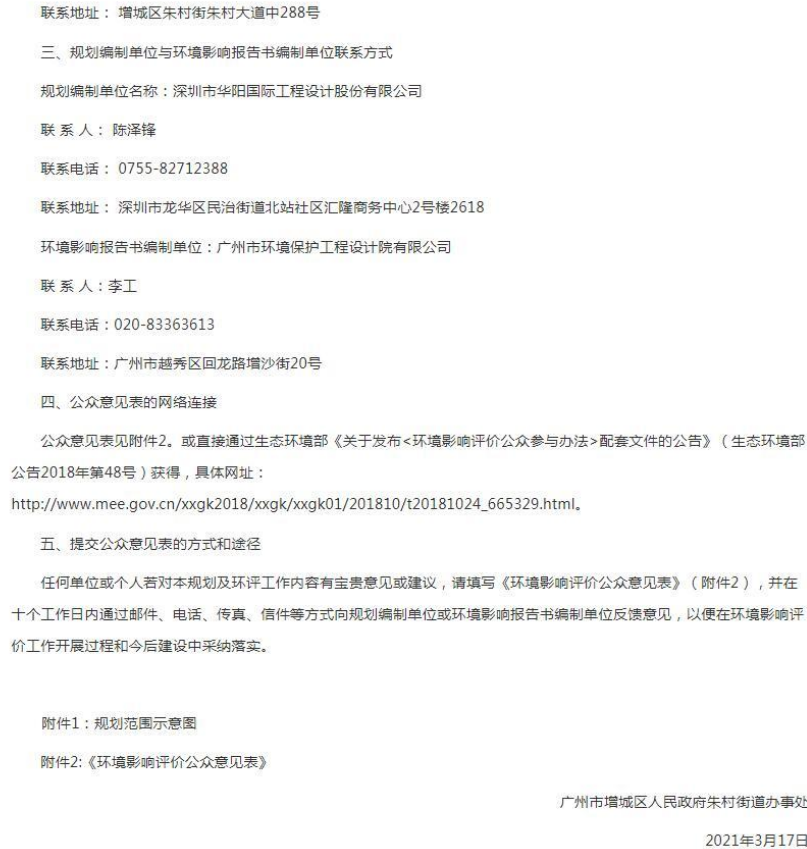 联系地址： 增城区朱村街朱村大道中288号
三、规划编制单位与环境影响报告书编制单位联系方式
规划编制单位名称：深圳市华阳国际工程设计股份有限公司
联 系 人： 陈泽锋
联系电话： 0755-82712388
联系地址： 深圳市龙华区民治街道北站社区汇隆商务中心2号楼2618
环境影响报告书编制单位：广州市环境保护工程设计院有限公司
联 系 人：李工
联系电话：020-83363613
联系地址：广州市越秀区回龙路增沙街20号
四、公众意见表的网络连接
公众意见表见附件2。或直接通过生态环境部《关于发布<环境影响评价公众参与办法>配套文件的公告》（生态环境部
公告2018年第48号）获得，具体网址：
http://www.mee.gov.cn/xxgk2018/xxgk/xxgk01/201810/t20181024_665329.html。
五、提交公众意见表的方式和途径
任何单位或个人若对本规划及环评工作内容有宝贵意见或建议，请填写《环境影响评价公众意见表》（附件2），并在
十个工作日内通过邮件、电话、传真、信件等方式向规划编制单位或环境影响报告书编制单位反馈意见，以便在环境影响评
价工作开展过程和今后建设中采纳落实。
附件1：规划范围示意图
附件2:《环境影响评价公众意见表》
广州市增城区人民政府朱村街道办事处
2021年3月17日